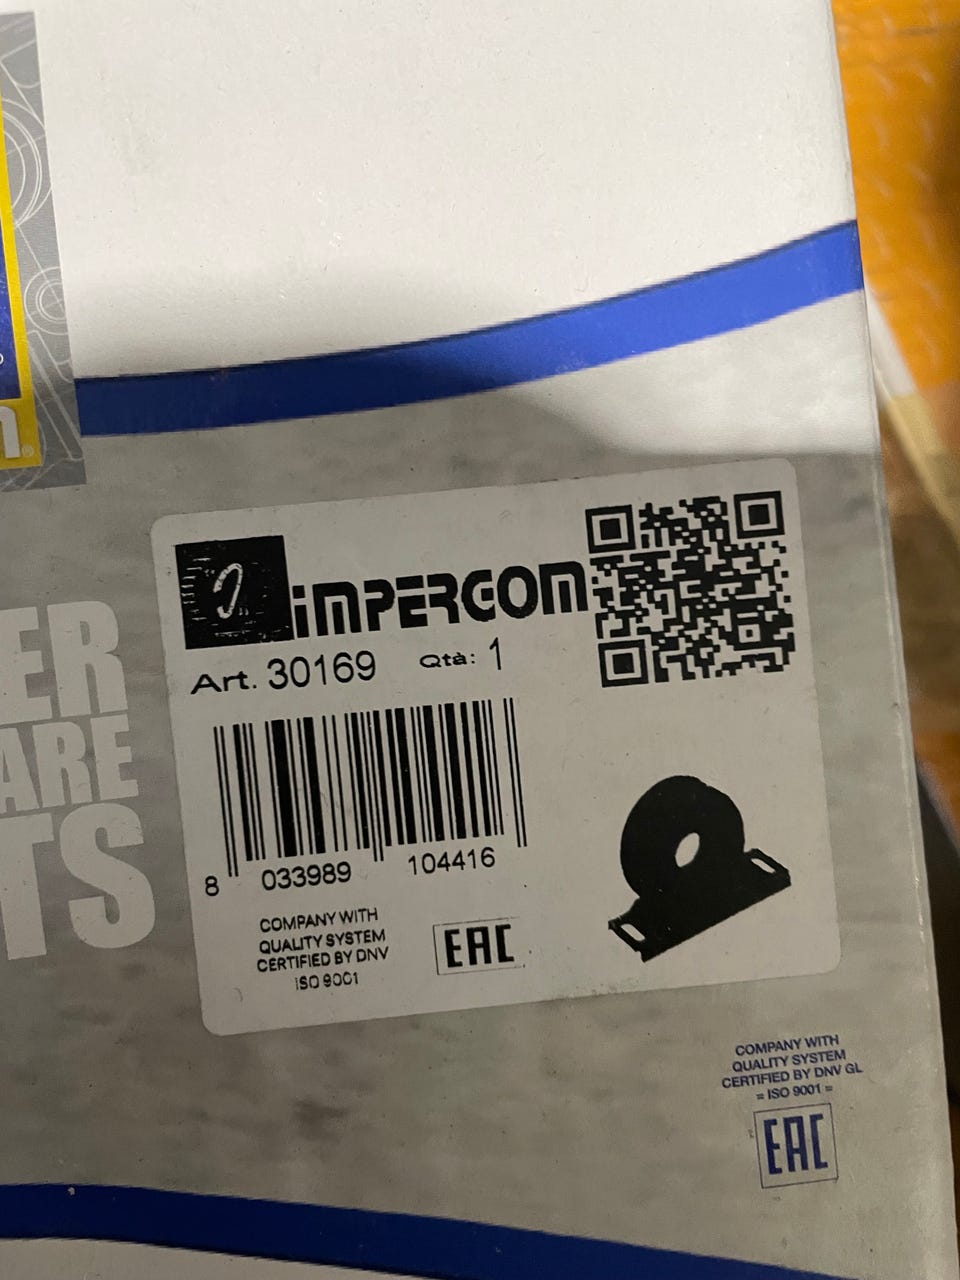 ER
ARE
TS
iMPERCOM
Art. 30169 Qtà: 1
8 033989 104416
COMPANY WITH
QUALITY SYSTEM
CERTIFIED BY DNV
ISO 9001
EAC
COMPANY WITH
QUALITY SYSTEM
CERTIFIED BY DNV GL
= ISO 9001 =
EAC